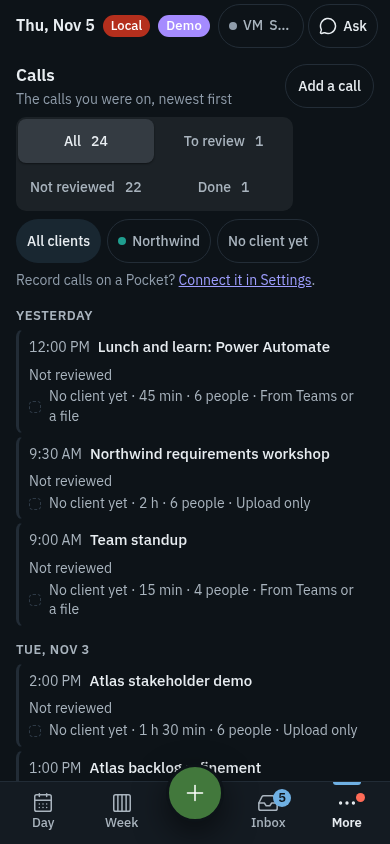 Thu, Nov 5 Local Demo VM S... Ask
Calls
The calls you were on, newest first
Add a call
All 24 To review 1
Not reviewed 22 Done 1
All clients Northwind No client yet
Record calls on a Pocket? Connect it in Settings.
YESTERDAY
12:00 PM Lunch and learn: Power Automate
Not reviewed
No client yet · 45 min · 6 people · From Teams or
a file
9:30 AM Northwind requirements workshop
Not reviewed
No client yet · 2 h · 6 people · Upload only
9:00 AM Team standup
Not reviewed
No client yet · 15 min · 4 people · From Teams or
a file
TUE, NOV 3
2:00 PM Atlas stakeholder demo
Not reviewed
No client yet · 1 h 30 min · 6 people · Upload only
1:00 PM Atlas backlog
Day Week Inbox 5 More